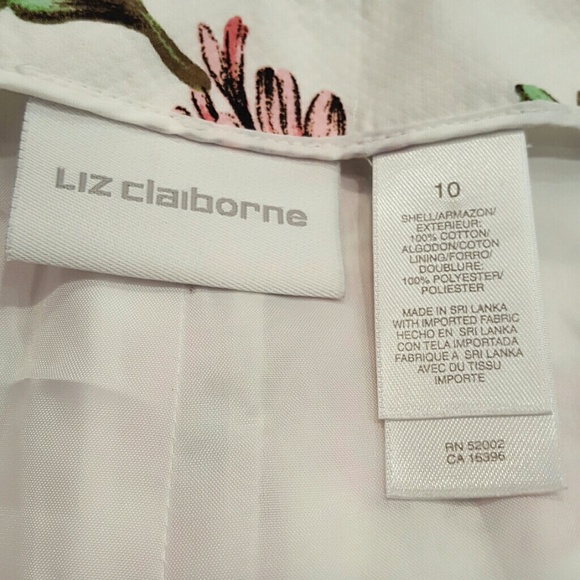 Liz claiborne
10
SHELL/ARMAZON/
EXTERIEUR:
100% COTTON/
ALGODON/COTON
LINING/FORRO/
DOUBLURE:
100% POLYESTER/
POLIESTER
MADE IN SRI LANKA
WITH IMPORTED FABRIC
HECHO EN SRI LANKA
CON TELA IMPORTADA
FABRIQUE A SRI LANKA
AVEC DU TISSU
IMPORTE
RN 52002
CA 16396